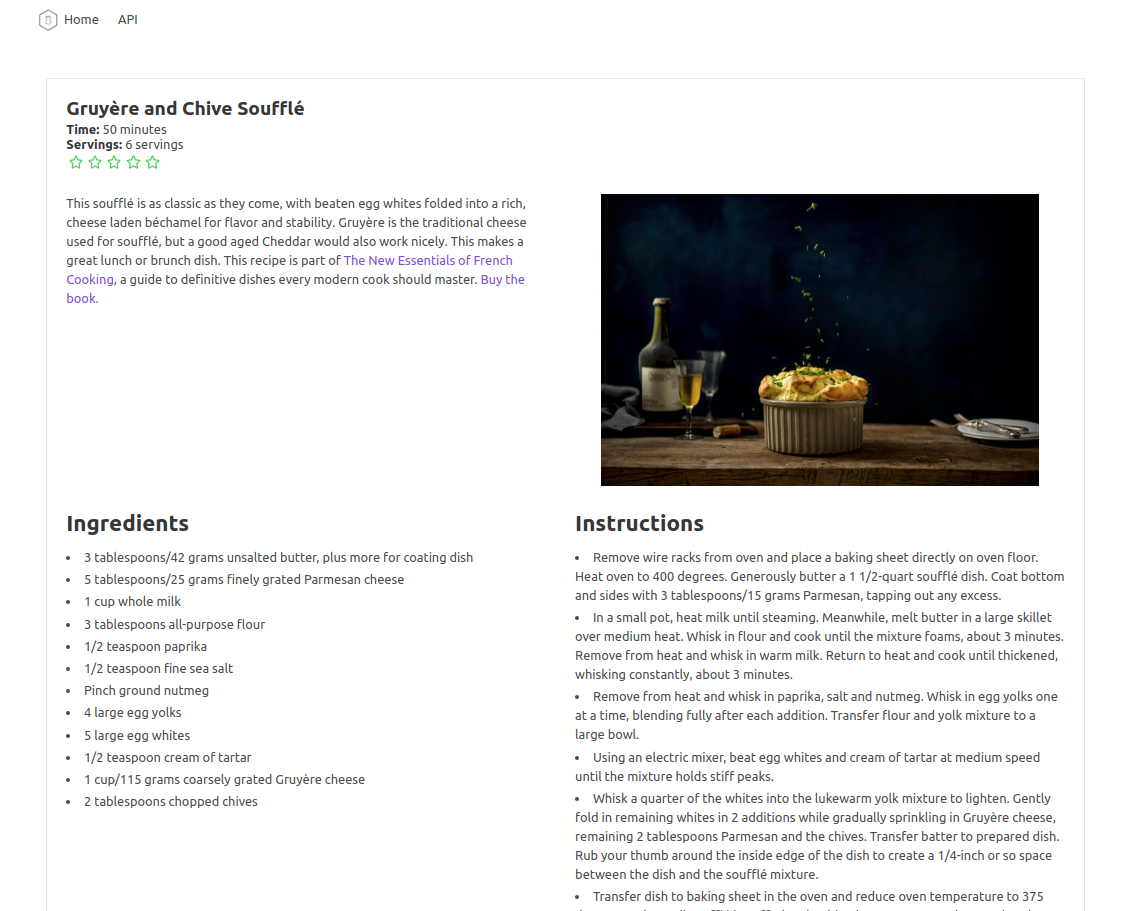 Home API
Gruyère and Chive Soufflé
Time: 50 minutes
Servings: 6 servings
This soufflé is as classic as they come, with beaten egg whites folded into a rich,
cheese laden béchamel for flavor and stability. Gruyère is the traditional cheese
used for soufflé, but a good aged Cheddar would also work nicely. This makes a
great lunch or brunch dish. This recipe is part of The New Essentials of French
Cooking, a guide to definitive dishes every modern cook should master. Buy the
book.
Ingredients
• 3 tablespoons/42 grams unsalted butter, plus more for coating dish
• 5 tablespoons/25 grams finely grated Parmesan cheese
• 1 cup whole milk
• 3 tablespoons all-purpose flour
• 1/2 teaspoon paprika
• 1/2 teaspoon fine sea salt
• Pinch ground nutmeg
• 4 large egg yolks
• 5 large egg whites
• 1/2 teaspoon cream of tartar
• 1 cup/115 grams coarsely grated Gruyère cheese
• 2 tablespoons chopped chives
Instructions
• Remove wire racks from oven and place a baking sheet directly on oven floor.
Heat oven to 400 degrees. Generously butter a 1 1/2-quart soufflé dish. Coat bottom
and sides with 3 tablespoons/15 grams Parmesan, tapping out any excess.
• In a small pot, heat milk until steaming. Meanwhile, melt butter in a large skillet
over medium heat. Whisk in flour and cook until the mixture foams, about 3 minutes.
Remove from heat and whisk in warm milk. Return to heat and cook until thickened,
whisking constantly, about 3 minutes.
• Remove from heat and whisk in paprika, salt and nutmeg. Whisk in egg yolks one
at a time, blending fully after each addition. Transfer flour and yolk mixture to a
large bowl.
• Using an electric mixer, beat egg whites and cream of tartar at medium speed
until the mixture holds stiff peaks.
• Whisk a quarter of the whites into the lukewarm yolk mixture to lighten. Gently
fold in remaining whites in 2 additions while gradually sprinkling in Gruyère cheese,
remaining 2 tablespoons Parmesan and the chives. Transfer batter to prepared dish.
Rub your thumb around the inside edge of the dish to create a 1/4-inch or so space
between the dish and the soufflé mixture.
• Transfer dish to baking sheet in the oven and reduce oven temperature to 375